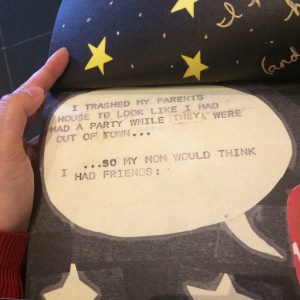 I h
(and
I TRASHED MY PARENTS
HOUSE TO LOOK LIKE I HAD
HAD A PARTY WHILE THEY WERE
OUT OF TOWN...
...SO MY MOM WOULD THINK
I HAD FRIENDS: